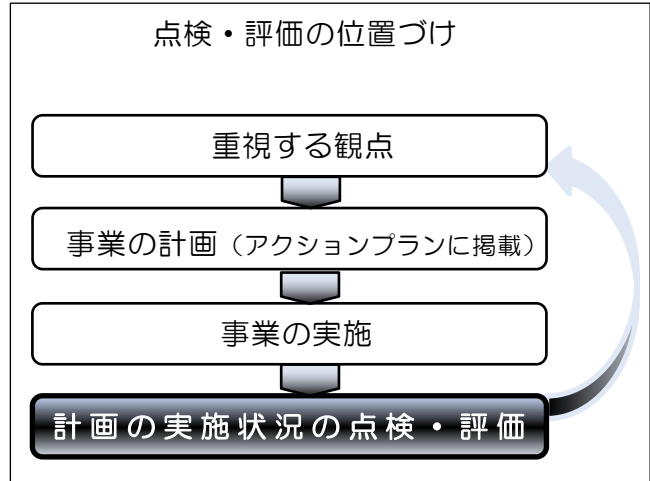 点検・評価の位置づけ
重視する観点
事業の計画（アクションプランに掲載）
事業の実施
計画の実施状況の点検・評価